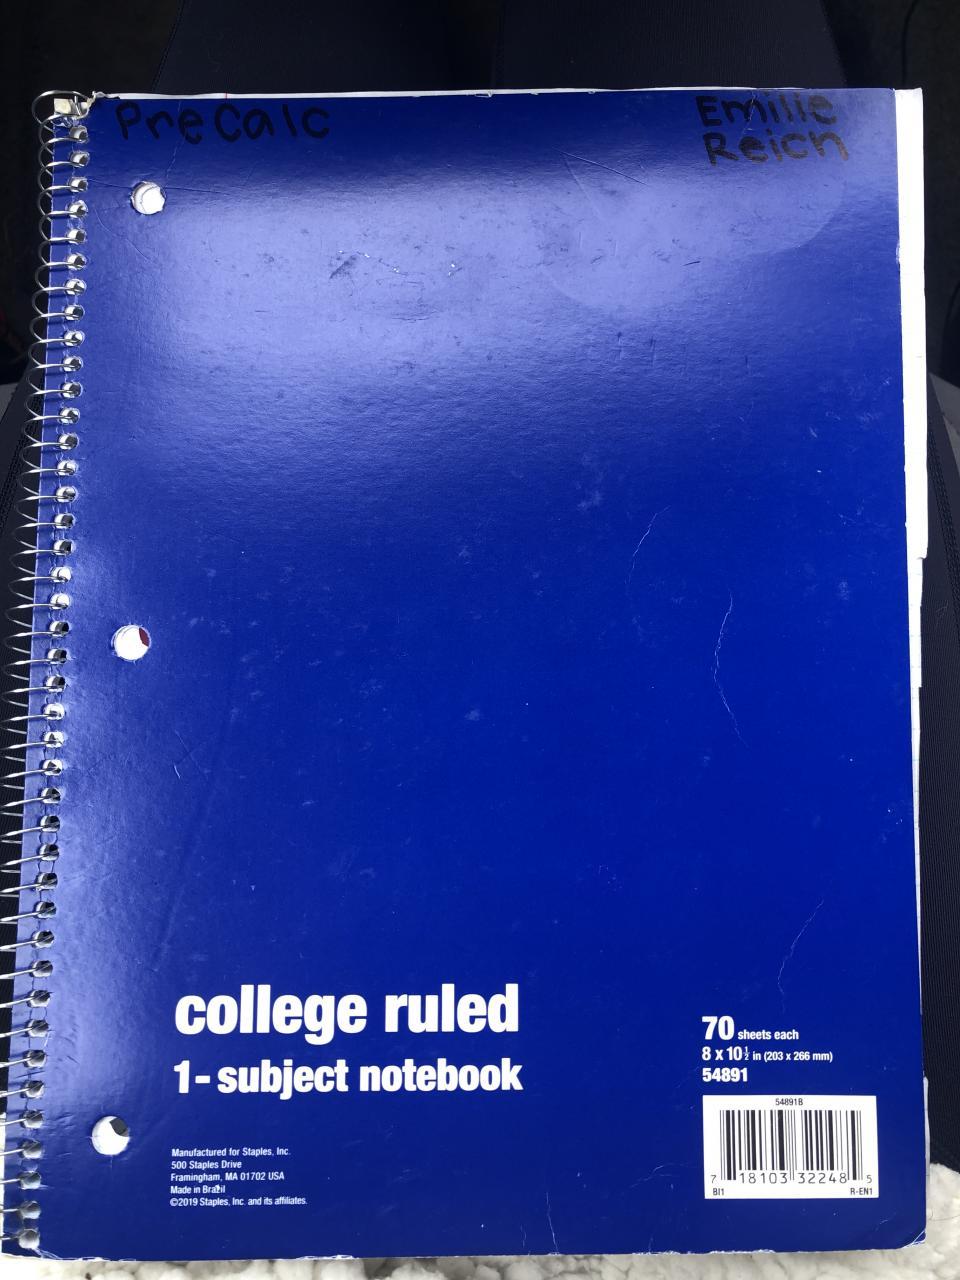 Pre Calc
Emilie
Reich
college ruled
1- subject notebook
70 sheets each
8 x 10½ in (203 x 266 mm)
54891
54891B
7 18103 32248 5
BI1 R-EN1
Manufactured for Staples, Inc.
500 Staples Drive
Framingham, MA 01702 USA
Made in Brazil
©2019 Staples, Inc. and its affiliates.